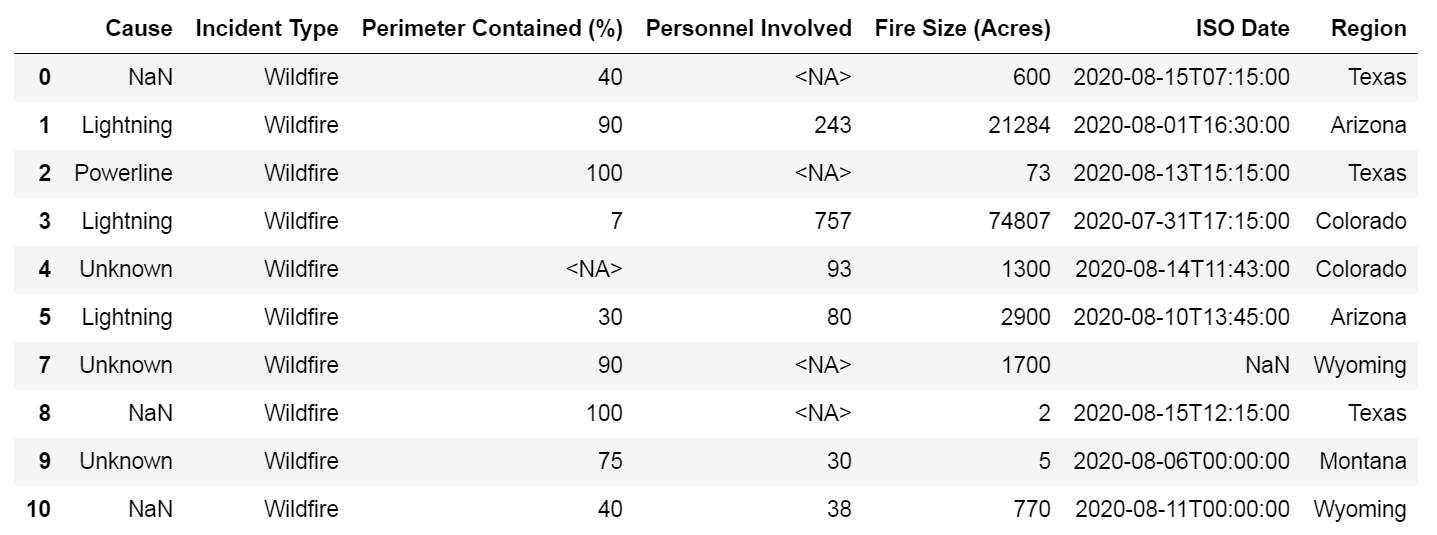 Cause Incident Type Perimeter Contained (%) Personnel Involved Fire Size (Acres) ISO Date Region
0 NaN Wildfire 40 <NA> 600 2020-08-15T07:15:00 Texas
1 Lightning Wildfire 90 243 21284 2020-08-01T16:30:00 Arizona
2 Powerline Wildfire 100 <NA> 73 2020-08-13T15:15:00 Texas
3 Lightning Wildfire 7 757 74807 2020-07-31T17:15:00 Colorado
4 Unknown Wildfire <NA> 93 1300 2020-08-14T11:43:00 Colorado
5 Lightning Wildfire 30 80 2900 2020-08-10T13:45:00 Arizona
7 Unknown Wildfire 90 <NA> 1700 NaN Wyoming
8 NaN Wildfire 100 <NA> 2 2020-08-15T12:15:00 Texas
9 Unknown Wildfire 75 30 5 2020-08-06T00:00:00 Montana
10 NaN Wildfire 40 38 770 2020-08-11T00:00:00 Wyoming